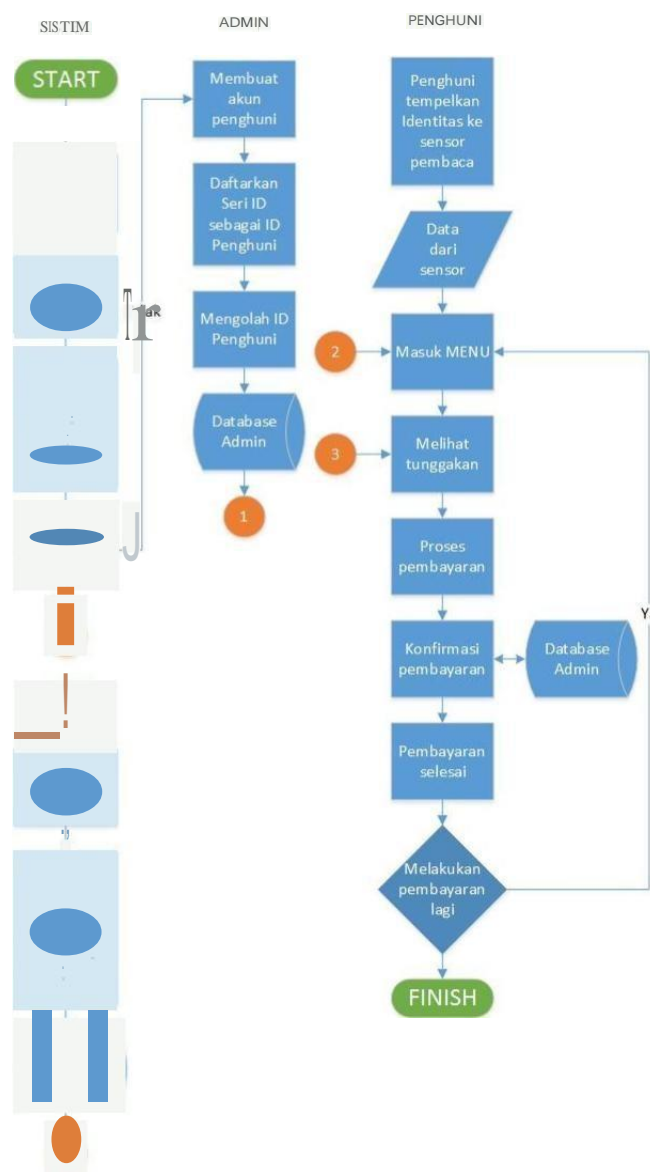 SISTIM
ADMIN
PENGHUNI
START
Membuat
akun
penghuni
Daftarkan
Seri ID
sebagai ID
Penghuni
Mengolah ID
Penghuni
Database
Admin
1
Penghuni
tempelkan
Identitas ke
sensor
pembaca
Data
dari
sensor
2
Masuk MENU
3
Melihat
tunggakan
Proses
pembayaran
Konfirmasi
pembayaran
Database
Admin
Pembayaran
selesai
Melakukan
pembayaran
lagi
FINISH